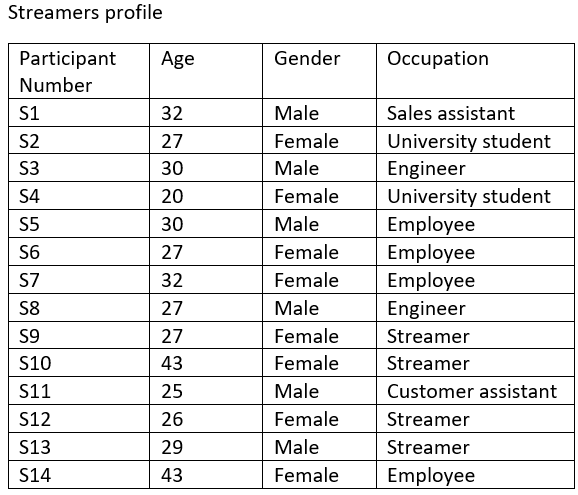 Streamers profile
Participant Number Age Gender Occupation
S1 32 Male Sales assistant
S2 27 Female University student
S3 30 Male Engineer
S4 20 Female University student
S5 30 Male Employee
S6 27 Female Employee
S7 32 Female Employee
S8 27 Male Engineer
S9 27 Female Streamer
S10 43 Female Streamer
S11 25 Male Customer assistant
S12 26 Female Streamer
S13 29 Male Streamer
S14 43 Female Employee